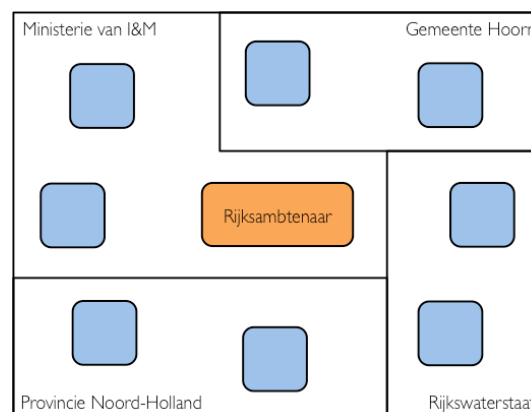 Ministerie van I&M
Gemeente Hoorn
Rijksambtenaar
Provincie Noord-Holland
Rijkswaterstaat